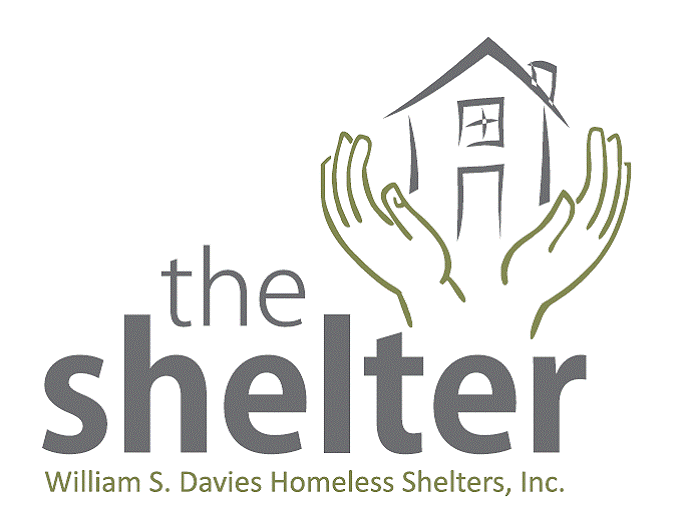 the
shelter
William S. Davies Homeless Shelters, Inc.